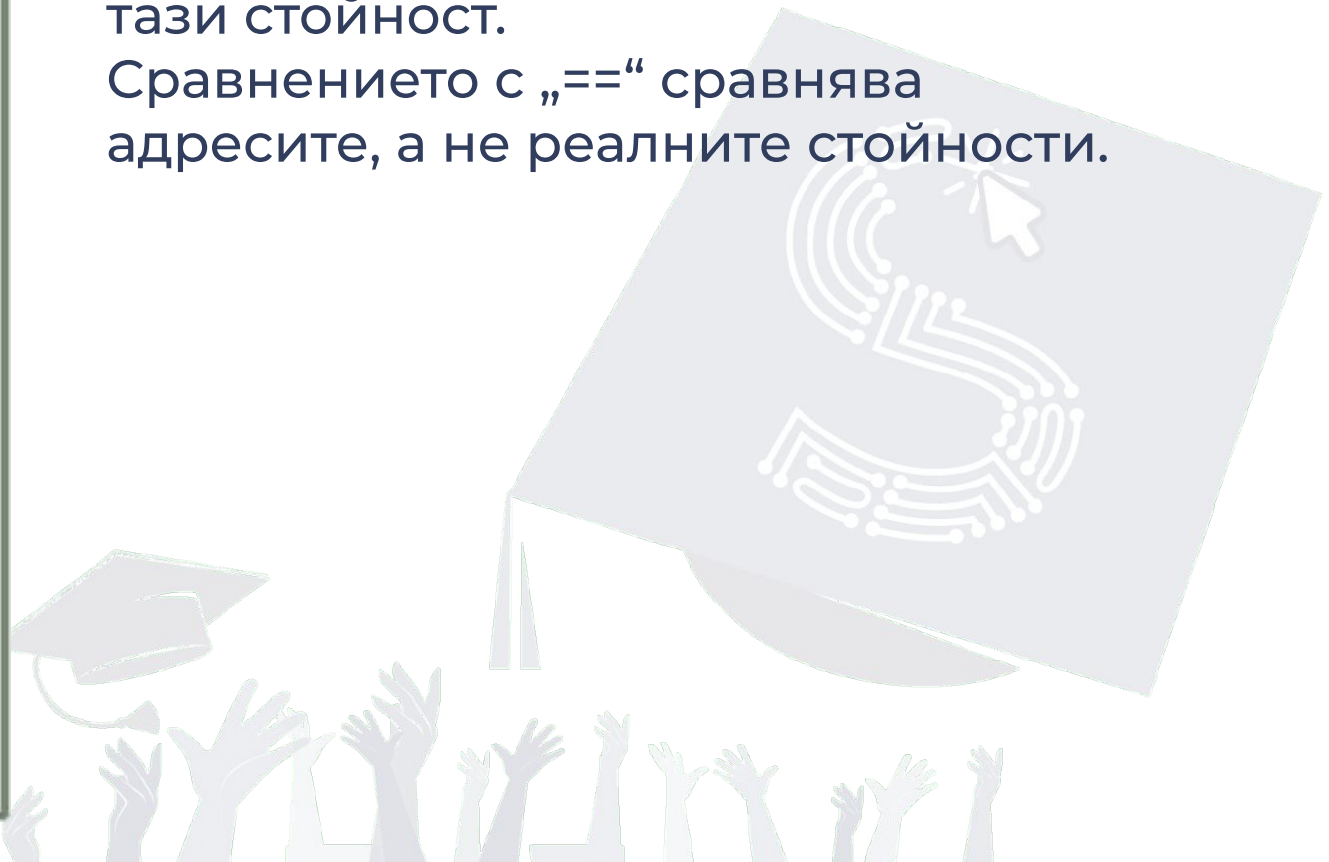 тази стойност.
Сравнението с „==“ сравнява
адресите, а не реалните стойности.